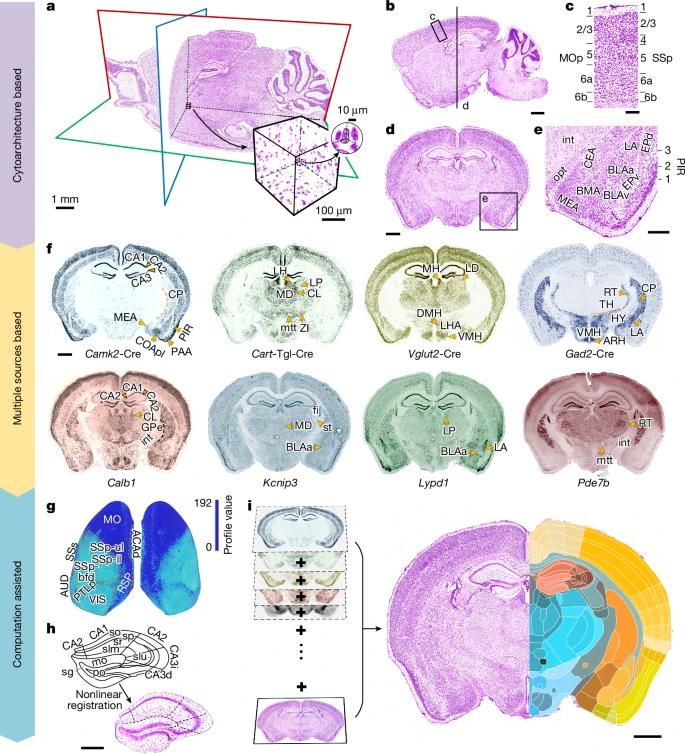 Cytoarchitecture based
Multiple sources based
Computation assisted
a
10 μm
100 μm
1 mm
b
c
d
c
1
2/3
4
5
6a
6b
MOp
SSp
1
2/3
5
6a
6b
d
e
e
int
opt
CEA
LA
EPd
BLAa
BMA
BLAv
EPv
MEA
3
2
1
PIR
f
CA1
CA2
CA3
CP
MEA
PIR
COApl
PAA
Camk2-Cre
LH
LP
MD
CL
mtt
ZI
Cart-Tgl-Cre
MH
LD
DMH
LHA
VMH
Vglut2-Cre
RT
CP
TH
HY
LA
VMH
ARH
Gad2-Cre
CA1
CA2
CA2
CL
GPe
int
Calb1
fi
MD
st
BLAa
Kcnip3
LP
BLAa
LA
Lypd1
RT
int
mtt
Pde7b
g
MO
ACAd
SSs
SSp-ul
SSp-ll
SSp-
bfd
AUD
PTLp
VIS
RSP
192
0
Profile value
h
CA1
so
sp
CA2
CA2
sr
slm
slu
CA3i
mo
po
CA3d
sg
Nonlinear
registration
i
+
+
+
+
+
+